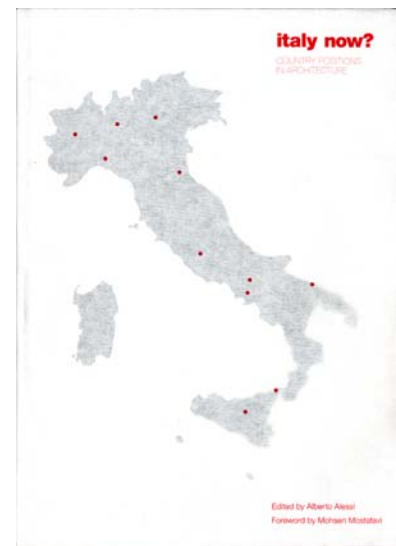 italy now?
COUNTRY POSITIONS
IN ARCHITECTURE
Edited by Alberto Alessi
Foreword by Mohsen Mostafavi